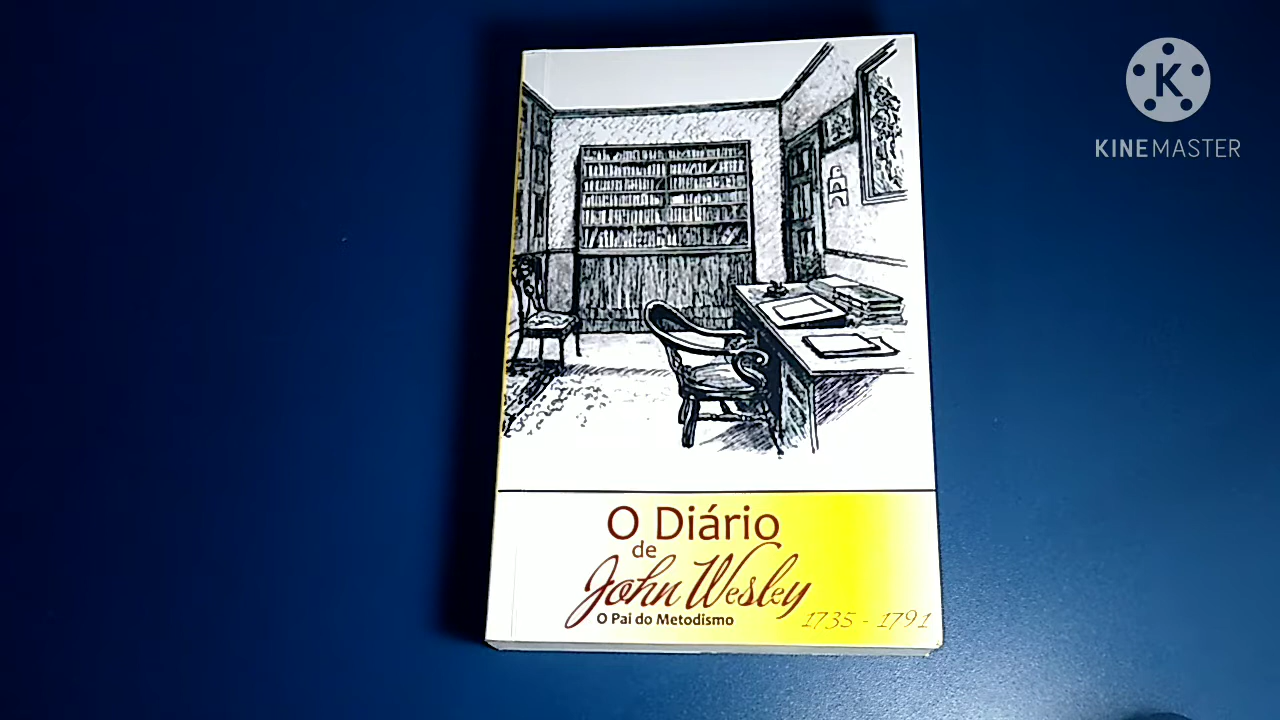 K
KINEMASTER
O Diário
de
John Wesley
O Pai do Metodismo
1735 - 1791